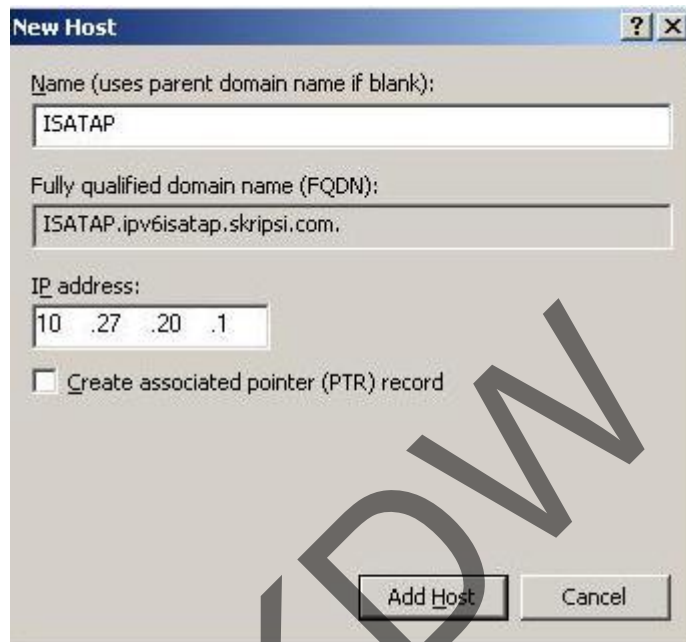 New Host
Name (uses parent domain name if blank):
ISATAP
Fully qualified domain name (FQDN):
ISATAP.ipv6isatap.skripsi.com.
IP address:
10 .27 .20 .1
Create associated pointer (PTR) record
Add Host
Cancel